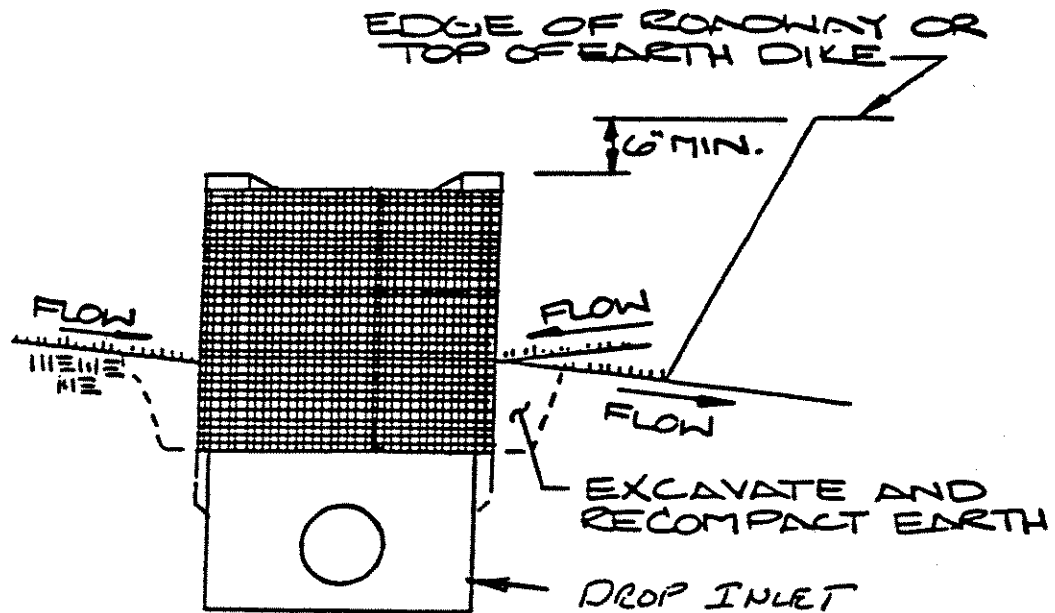 EDGE OF ROADWAY OR
TOP OF EARTH DIKE
6" MIN.
FLOW
FLOW
FLOW
EXCAVATE AND
RECOMPACT EARTH
DROP INLET